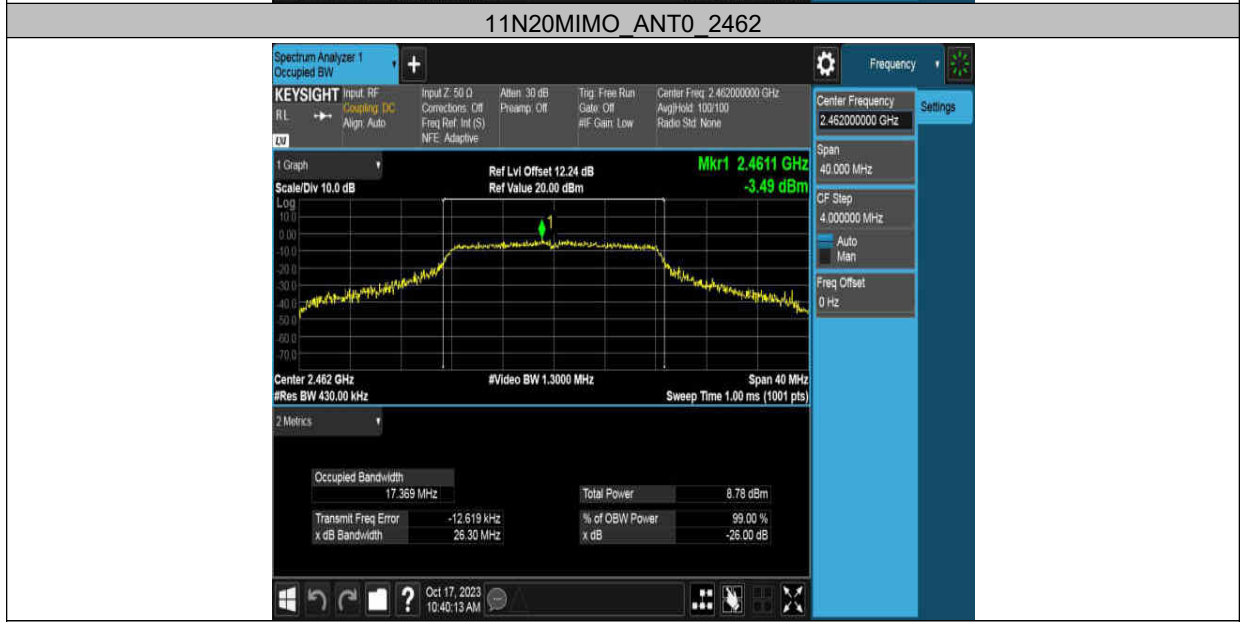 11N20MIMO_ANT0_2462
Spectrum Analyzer 1
Occupied BW
Frequency
KEYSIGHT
RL
LXI
Input: RF
Coupling: DC
Align: Auto
Input Z: 50 Ω
Corrections: Off
Freq Ref: Int (S)
NFE: Adaptive
Atten: 30 dB
Preamp: Off
Trig: Free Run
Gate: Off
#IF Gain: Low
Center Freq: 2.462000000 GHz
Avg|Hold: 100/100
Radio Std: None
Center Frequency
2.462000000 GHz
Settings
Span
40.000 MHz
CF Step
4.000000 MHz
Auto
Man
Freq Offset
0 Hz
1 Graph
Scale/Div 10.0 dB
Ref Lvl Offset 12.24 dB
Ref Value 20.00 dBm
Mkr1 2.4611 GHz
-3.49 dBm
Log
10.0
0.00
-10.0
-20.0
-30.0
-40.0
-50.0
-60.0
-70.0
1
Center 2.462 GHz
#Res BW 430.00 kHz
#Video BW 1.3000 MHz
Span 40 MHz
Sweep Time 1.00 ms (1001 pts)
2 Metrics
Occupied Bandwidth
17.369 MHz
Total Power 8.78 dBm
Transmit Freq Error -12.619 kHz % of OBW Power 99.00 %
x dB Bandwidth 26.30 MHz x dB -26.00 dB
?
Oct 17, 2023
10:40:13 AM